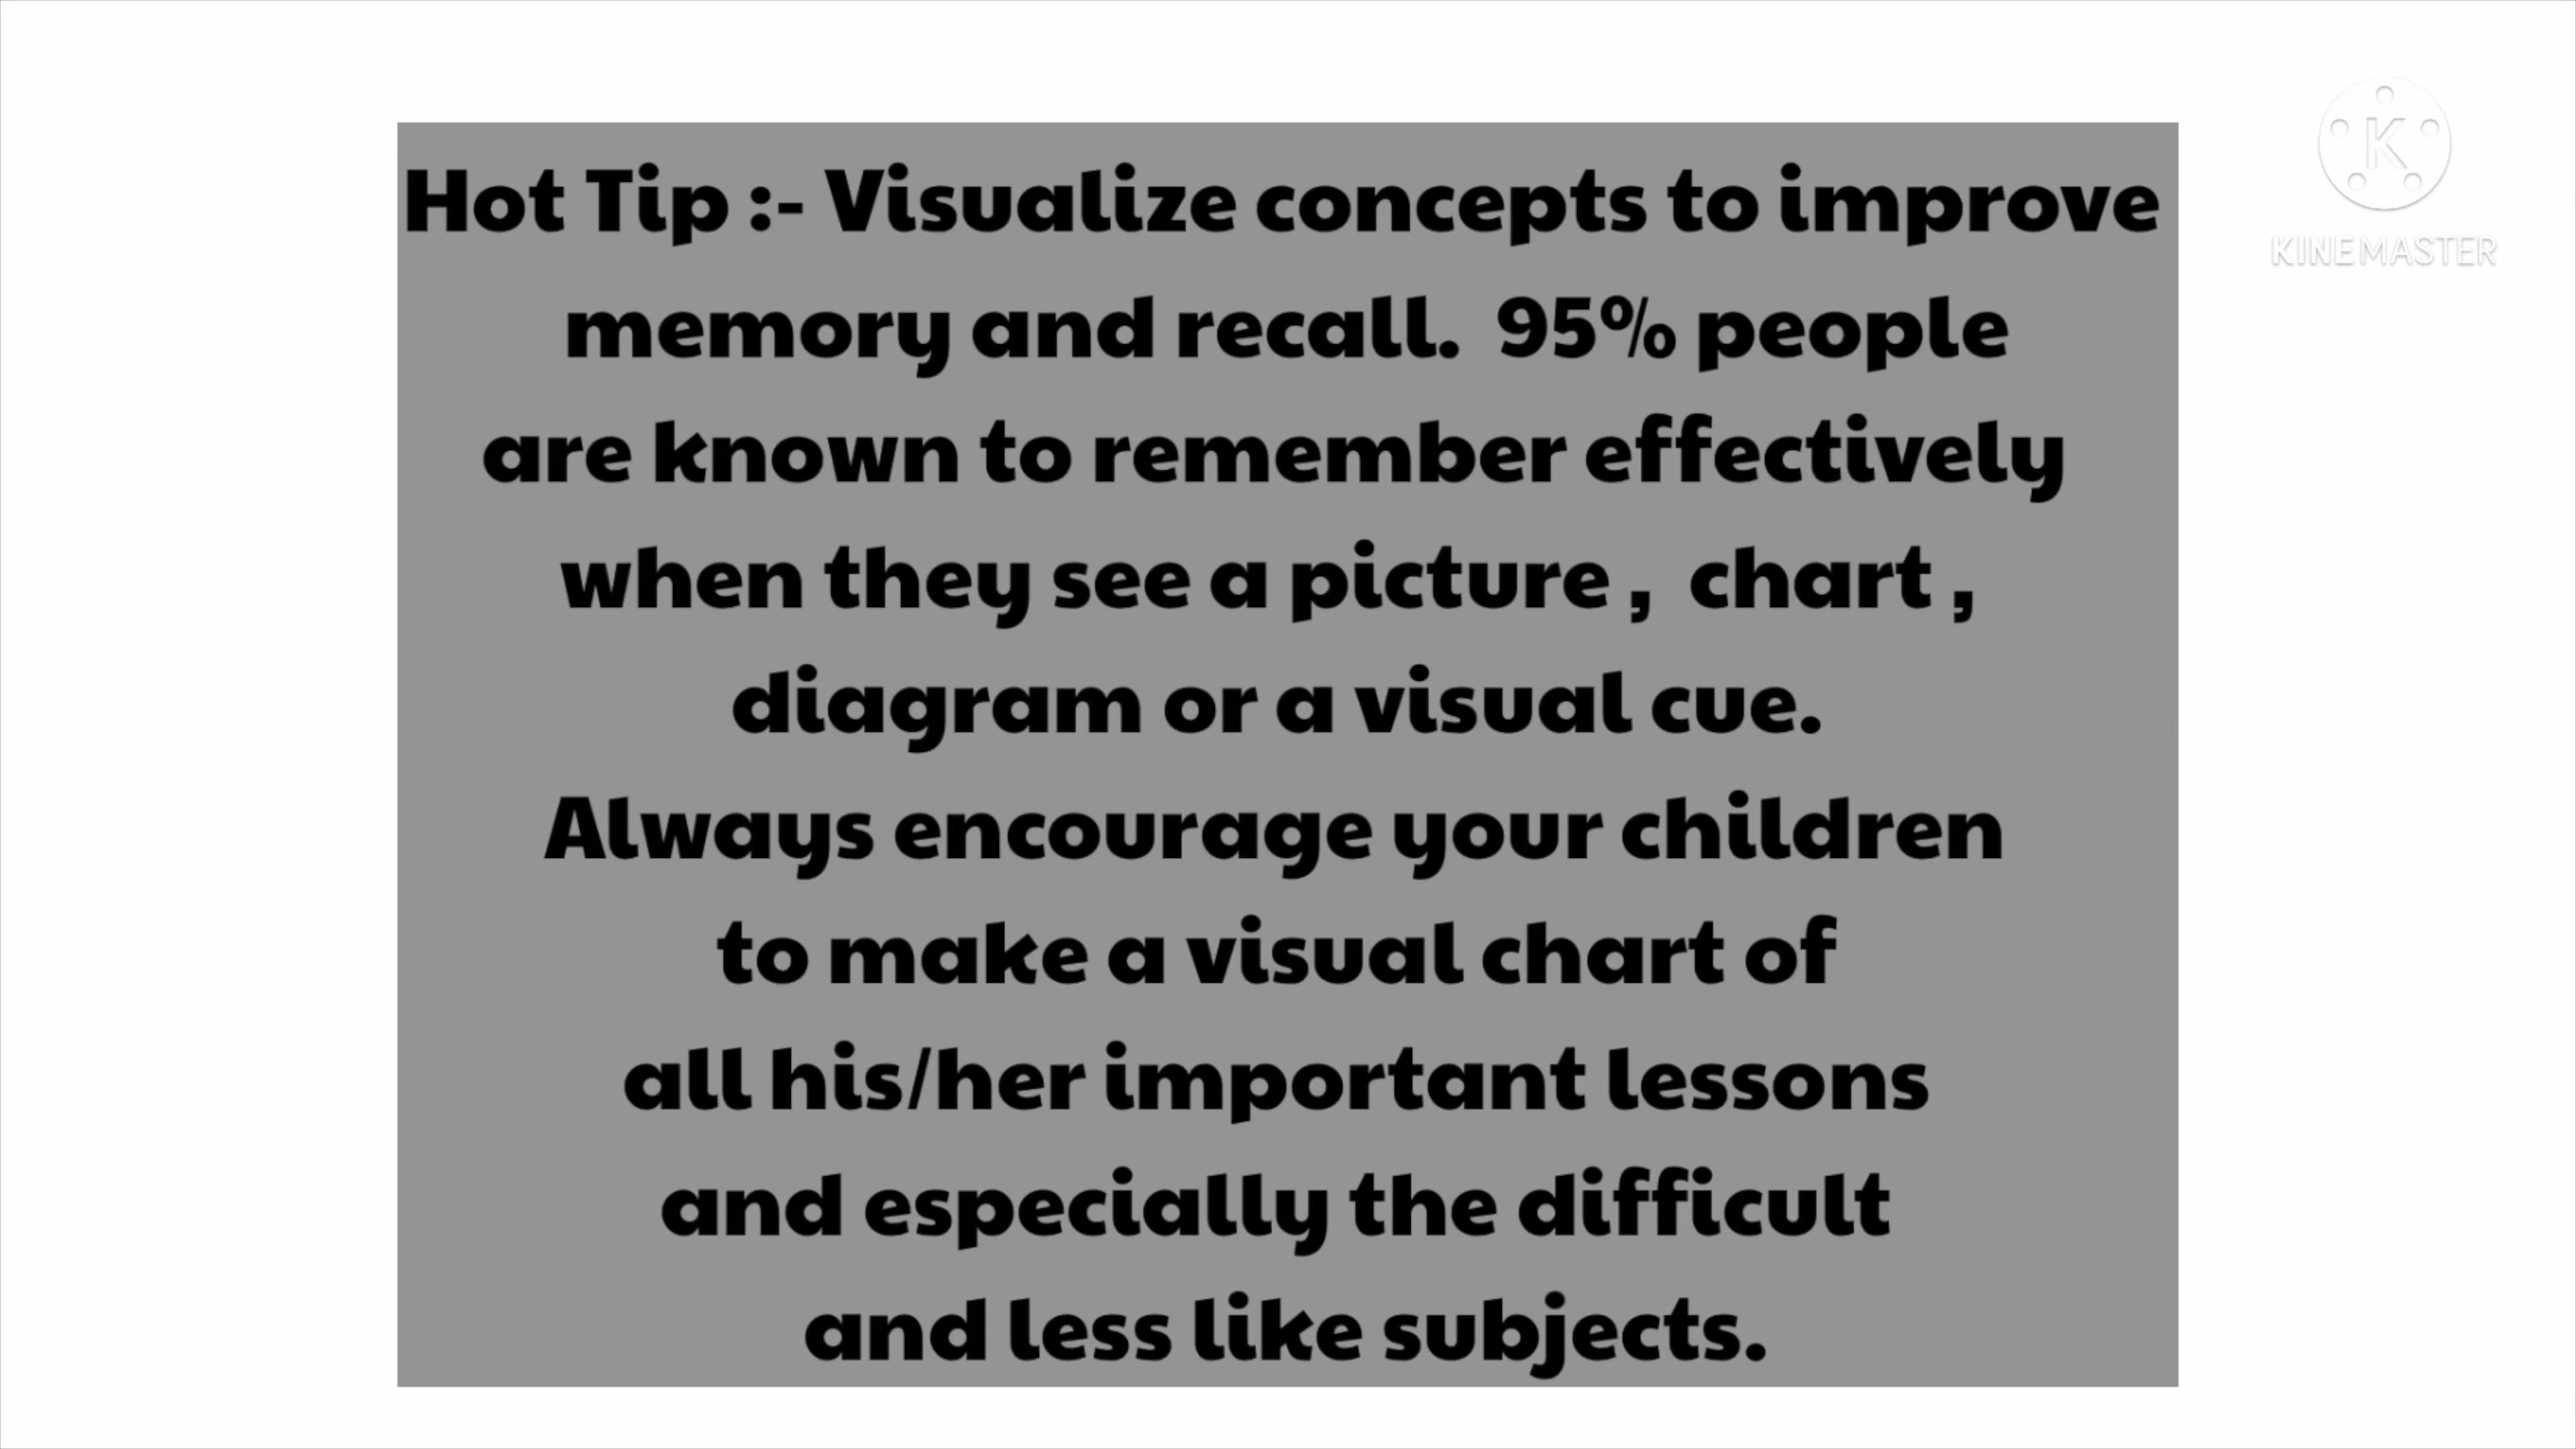 Hot Tip :- Visualize concepts to improve
memory and recall. 95% people
are known to remember effectively
when they see a picture , chart ,
diagram or a visual cue.
Always encourage your children
to make a visual chart of
all his/her important lessons
and especially the difficult
and less like subjects.
K
KINEMASTER